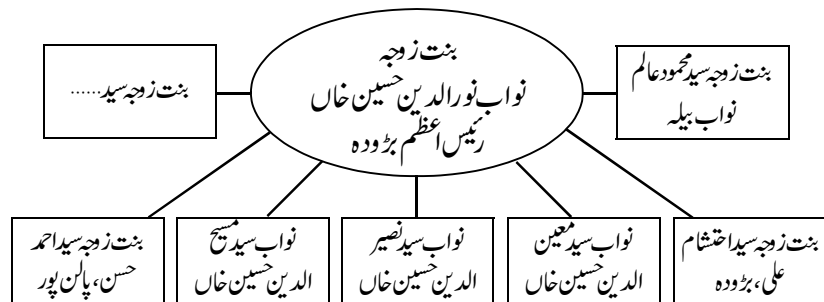 بنت زوجہ
نواب نورالدین حسین خاں
رئیس اعظم بڑودہ
بنت زوجہ سید محمود عالم
نواب بیلہ
بنت زوجہ سید......
بنت زوجہ سید احتشام
علی، بڑودہ
نواب سید معین
الدین حسین خاں
نواب سید نصیر
الدین حسین خاں
نواب سید مسیح
الدین حسین خاں
بنت زوجہ سید احمد
حسن، پالن پور